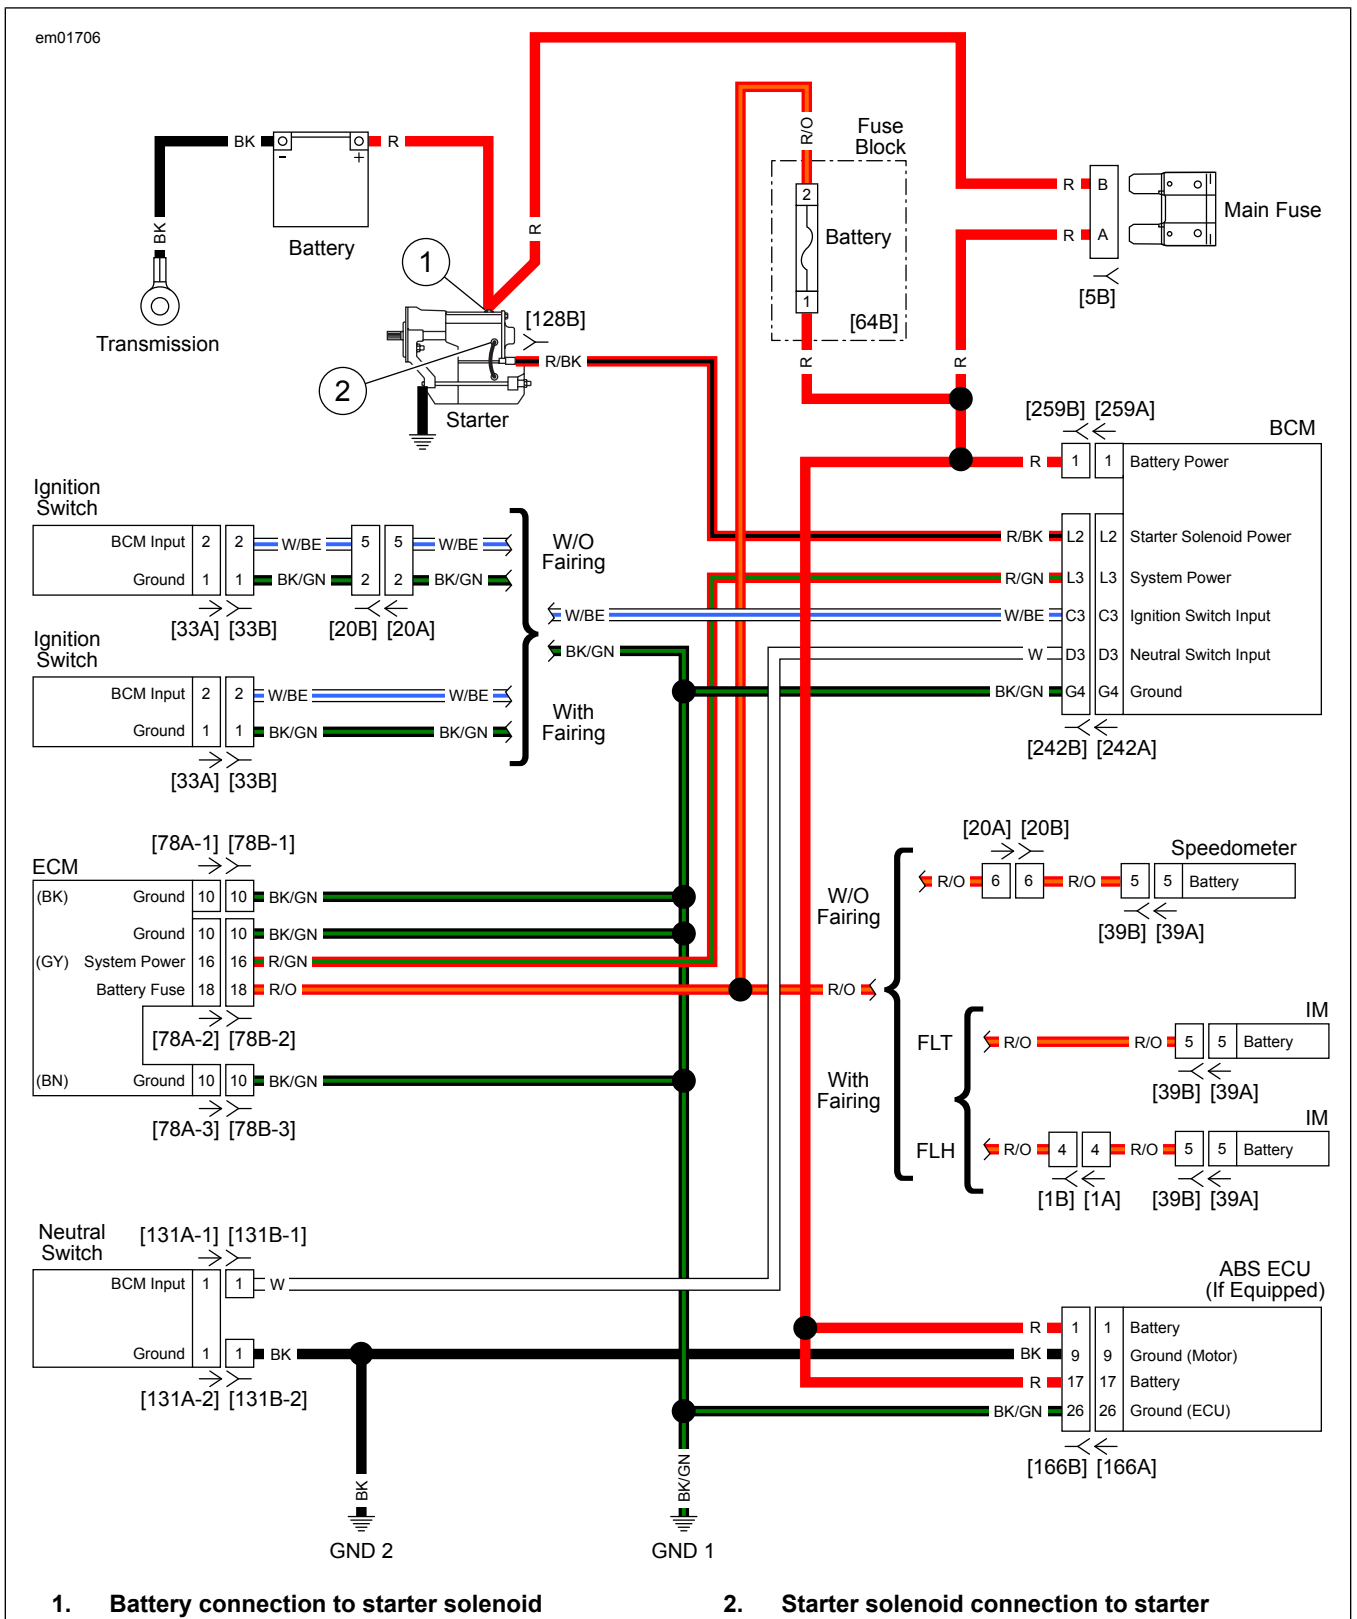 em01706
BK
R
BK
-
+
Battery
Transmission
1
2
R
[128B]
R/BK
Starter
R/O
Fuse
Block
2
Battery
1
[64B]
R
R
B
R
A
[5B]
Main Fuse
R
[259B] [259A]
BCM
R
1
1
Battery Power
R/BK
L2
L2
Starter Solenoid Power
R/GN
L3
L3
System Power
W/BE
W/BE
C3
C3
Ignition Switch Input
W
D3
D3
Neutral Switch Input
BK/GN
BK/GN
G4
G4
Ground
[242B] [242A]
Ignition
Switch
BCM Input
2
2
W/BE
5
5
W/BE
Ground
1
1
BK/GN
2
2
BK/GN
[33A] [33B]
[20B] [20A]
W/O
Fairing
Ignition
Switch
BCM Input
2
2
W/BE
W/BE
Ground
1
1
BK/GN
BK/GN
[33A] [33B]
With
Fairing
[78A-1] [78B-1]
ECM
(BK)
Ground
10
10
BK/GN
Ground
10
10
BK/GN
(GY)
System Power
16
16
R/GN
Battery Fuse
18
18
R/O
R/O
[78A-2] [78B-2]
(BN)
Ground
10
10
BK/GN
[78A-3] [78B-3]
W/O
Fairing
[20A] [20B]
Speedometer
R/O
6
6
R/O
5
5
Battery
[39B] [39A]
With
Fairing
FLT
IM
R/O
R/O
5
5
Battery
[39B] [39A]
FLH
IM
R/O
4
4
R/O
5
5
Battery
[1B] [1A]
[39B] [39A]
Neutral
Switch
[131A-1] [131B-1]
BCM Input
1
1
W
Ground
1
1
BK
[131A-2] [131B-2]
ABS ECU
(If Equipped)
R
1
1
Battery
BK
9
9
Ground (Motor)
R
17
17
Battery
BK/GN
26
26
Ground (ECU)
[166B] [166A]
BK
GND 2
BK/GN
GND 1
1. Battery connection to starter solenoid
2. Starter solenoid connection to starter